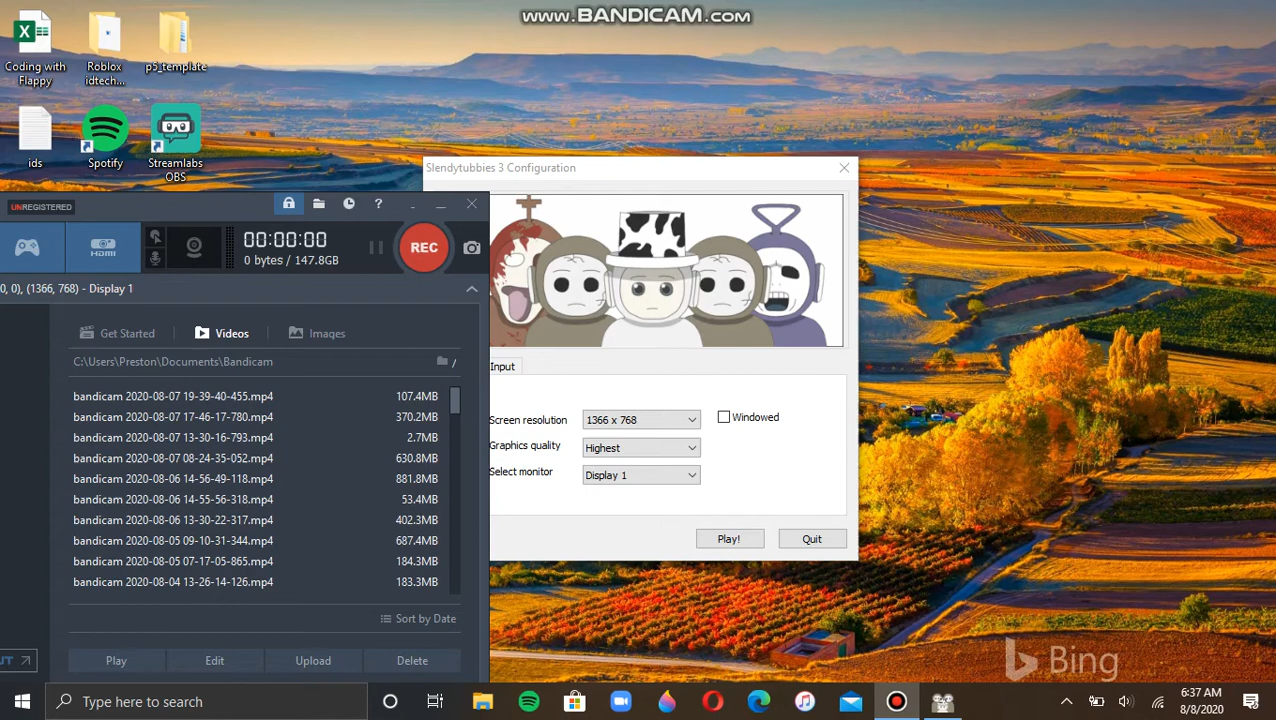 www.BANDICAM.com
Coding with
Flappy
Roblox
idtech...
p5_template
ids
Spotify
Streamlabs
OBS
Slendytubbies 3 Configuration
UNREGISTERED
?
HDMI
00:00:00
0 bytes / 147.8GB
REC
0, 0), (1366, 768) - Display 1
Get Started
Videos
Images
C:\Users\Preston\Documents\Bandicam
/
bandicam 2020-08-07 19-39-40-455.mp4 107.4MB
bandicam 2020-08-07 17-46-17-780.mp4 370.2MB
bandicam 2020-08-07 13-30-16-793.mp4 2.7MB
bandicam 2020-08-07 08-24-35-052.mp4 630.8MB
bandicam 2020-08-06 14-56-49-118.mp4 881.8MB
bandicam 2020-08-06 14-55-56-318.mp4 53.4MB
bandicam 2020-08-06 13-30-22-317.mp4 402.3MB
bandicam 2020-08-05 09-10-31-344.mp4 687.4MB
bandicam 2020-08-05 07-17-05-865.mp4 184.3MB
bandicam 2020-08-04 13-26-14-126.mp4 183.3MB
Sort by Date
UT
Play
Edit
Upload
Delete
Input
Screen resolution 1366 x 768
Windowed
Graphics quality Highest
Select monitor Display 1
Play!
Quit
Bing
Type here to search
6:37 AM
8/8/2020